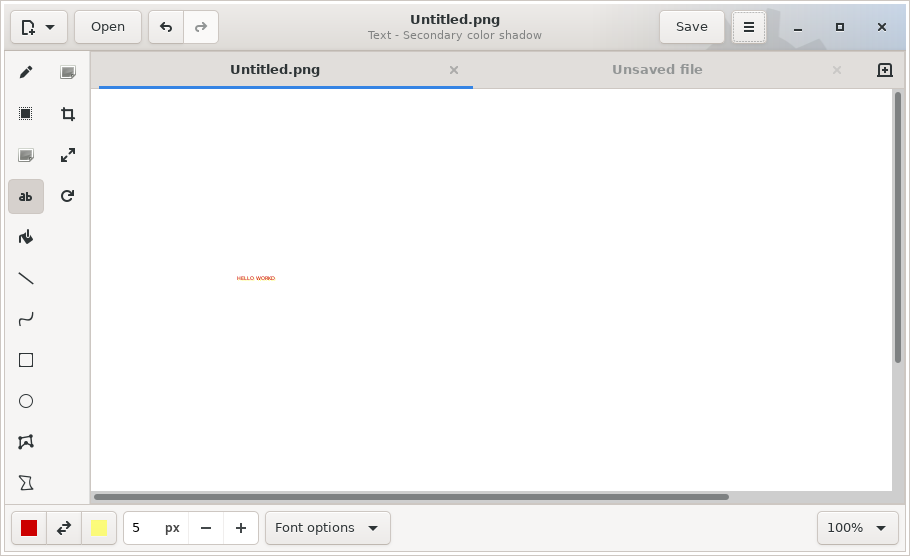 Open
Untitled.png
Text - Secondary color shadow
Save
Untitled.png
Unsaved file
ab
HELLO WORKD
5 px
Font options
100%